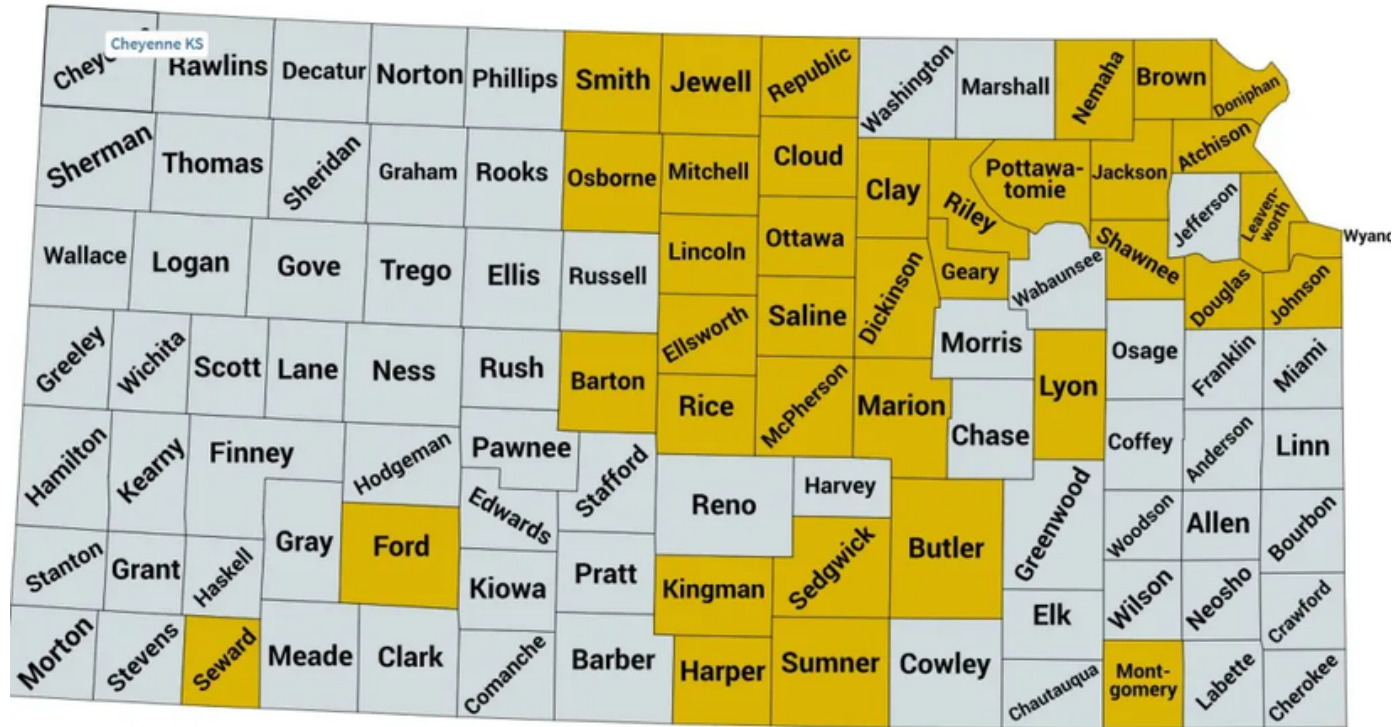 Chey
Cheyenne KS
Rawlins
Decatur
Norton
Phillips
Smith
Jewell
Republic
Washington
Marshall
Nemaha
Brown
Doniphan
Sherman
Thomas
Sheridan
Graham
Rooks
Osborne
Mitchell
Cloud
Clay
Riley
Pottawa-
tomie
Jackson
Atchison
Jefferson
Leaven-
worth
Wyand
Wallace
Logan
Gove
Trego
Ellis
Russell
Lincoln
Ottawa
Dickinson
Geary
Wabaunsee
Shawnee
Douglas
Johnson
Greeley
Wichita
Scott
Lane
Ness
Rush
Barton
Ellsworth
Saline
Rice
McPherson
Marion
Morris
Chase
Lyon
Osage
Franklin
Miami
Hamilton
Kearny
Finney
Hodgeman
Pawnee
Edwards
Stafford
Reno
Harvey
Coffey
Anderson
Linn
Stanton
Grant
Haskell
Gray
Ford
Kiowa
Pratt
Kingman
Sedgwick
Butler
Greenwood
Woodson
Allen
Bourbon
Morton
Stevens
Seward
Meade
Clark
Comanche
Barber
Harper
Sumner
Cowley
Elk
Chautauqua
Wilson
Neosho
Crawford
Mont-
gomery
Labette
Cherokee